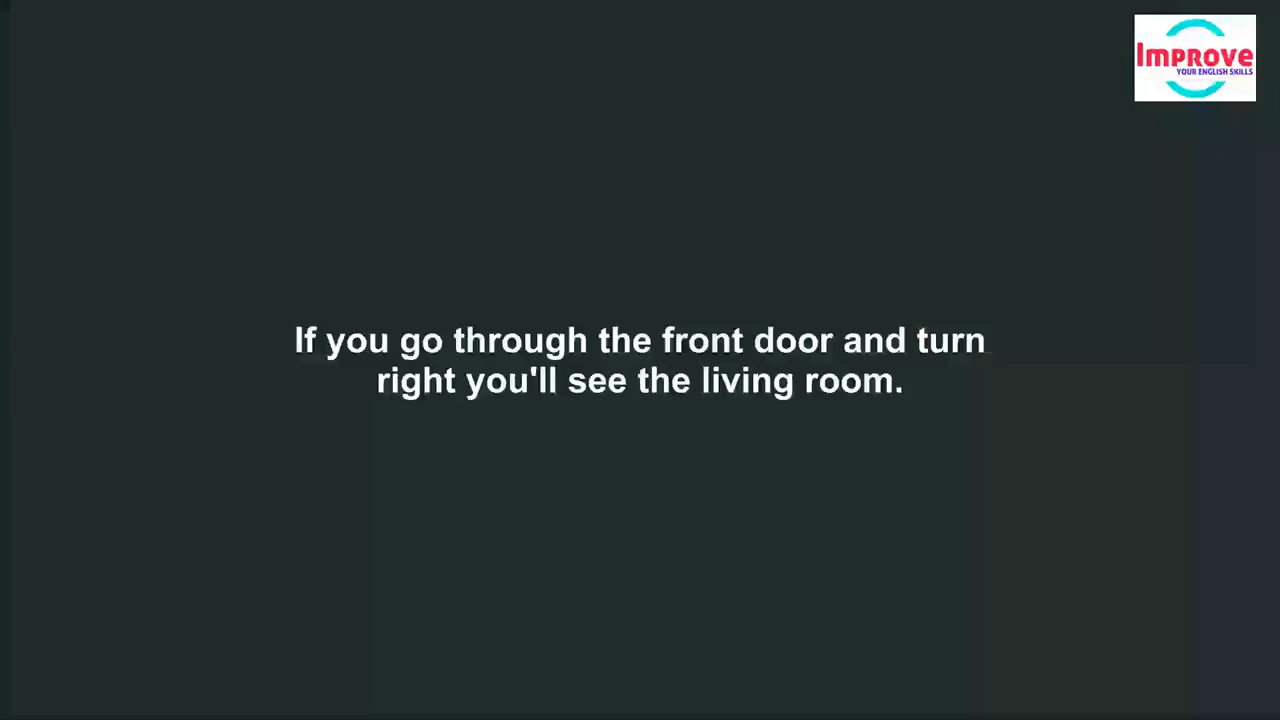 Improve
YOUR ENGLISH SKILLS
If you go through the front door and turn
right you'll see the living room.